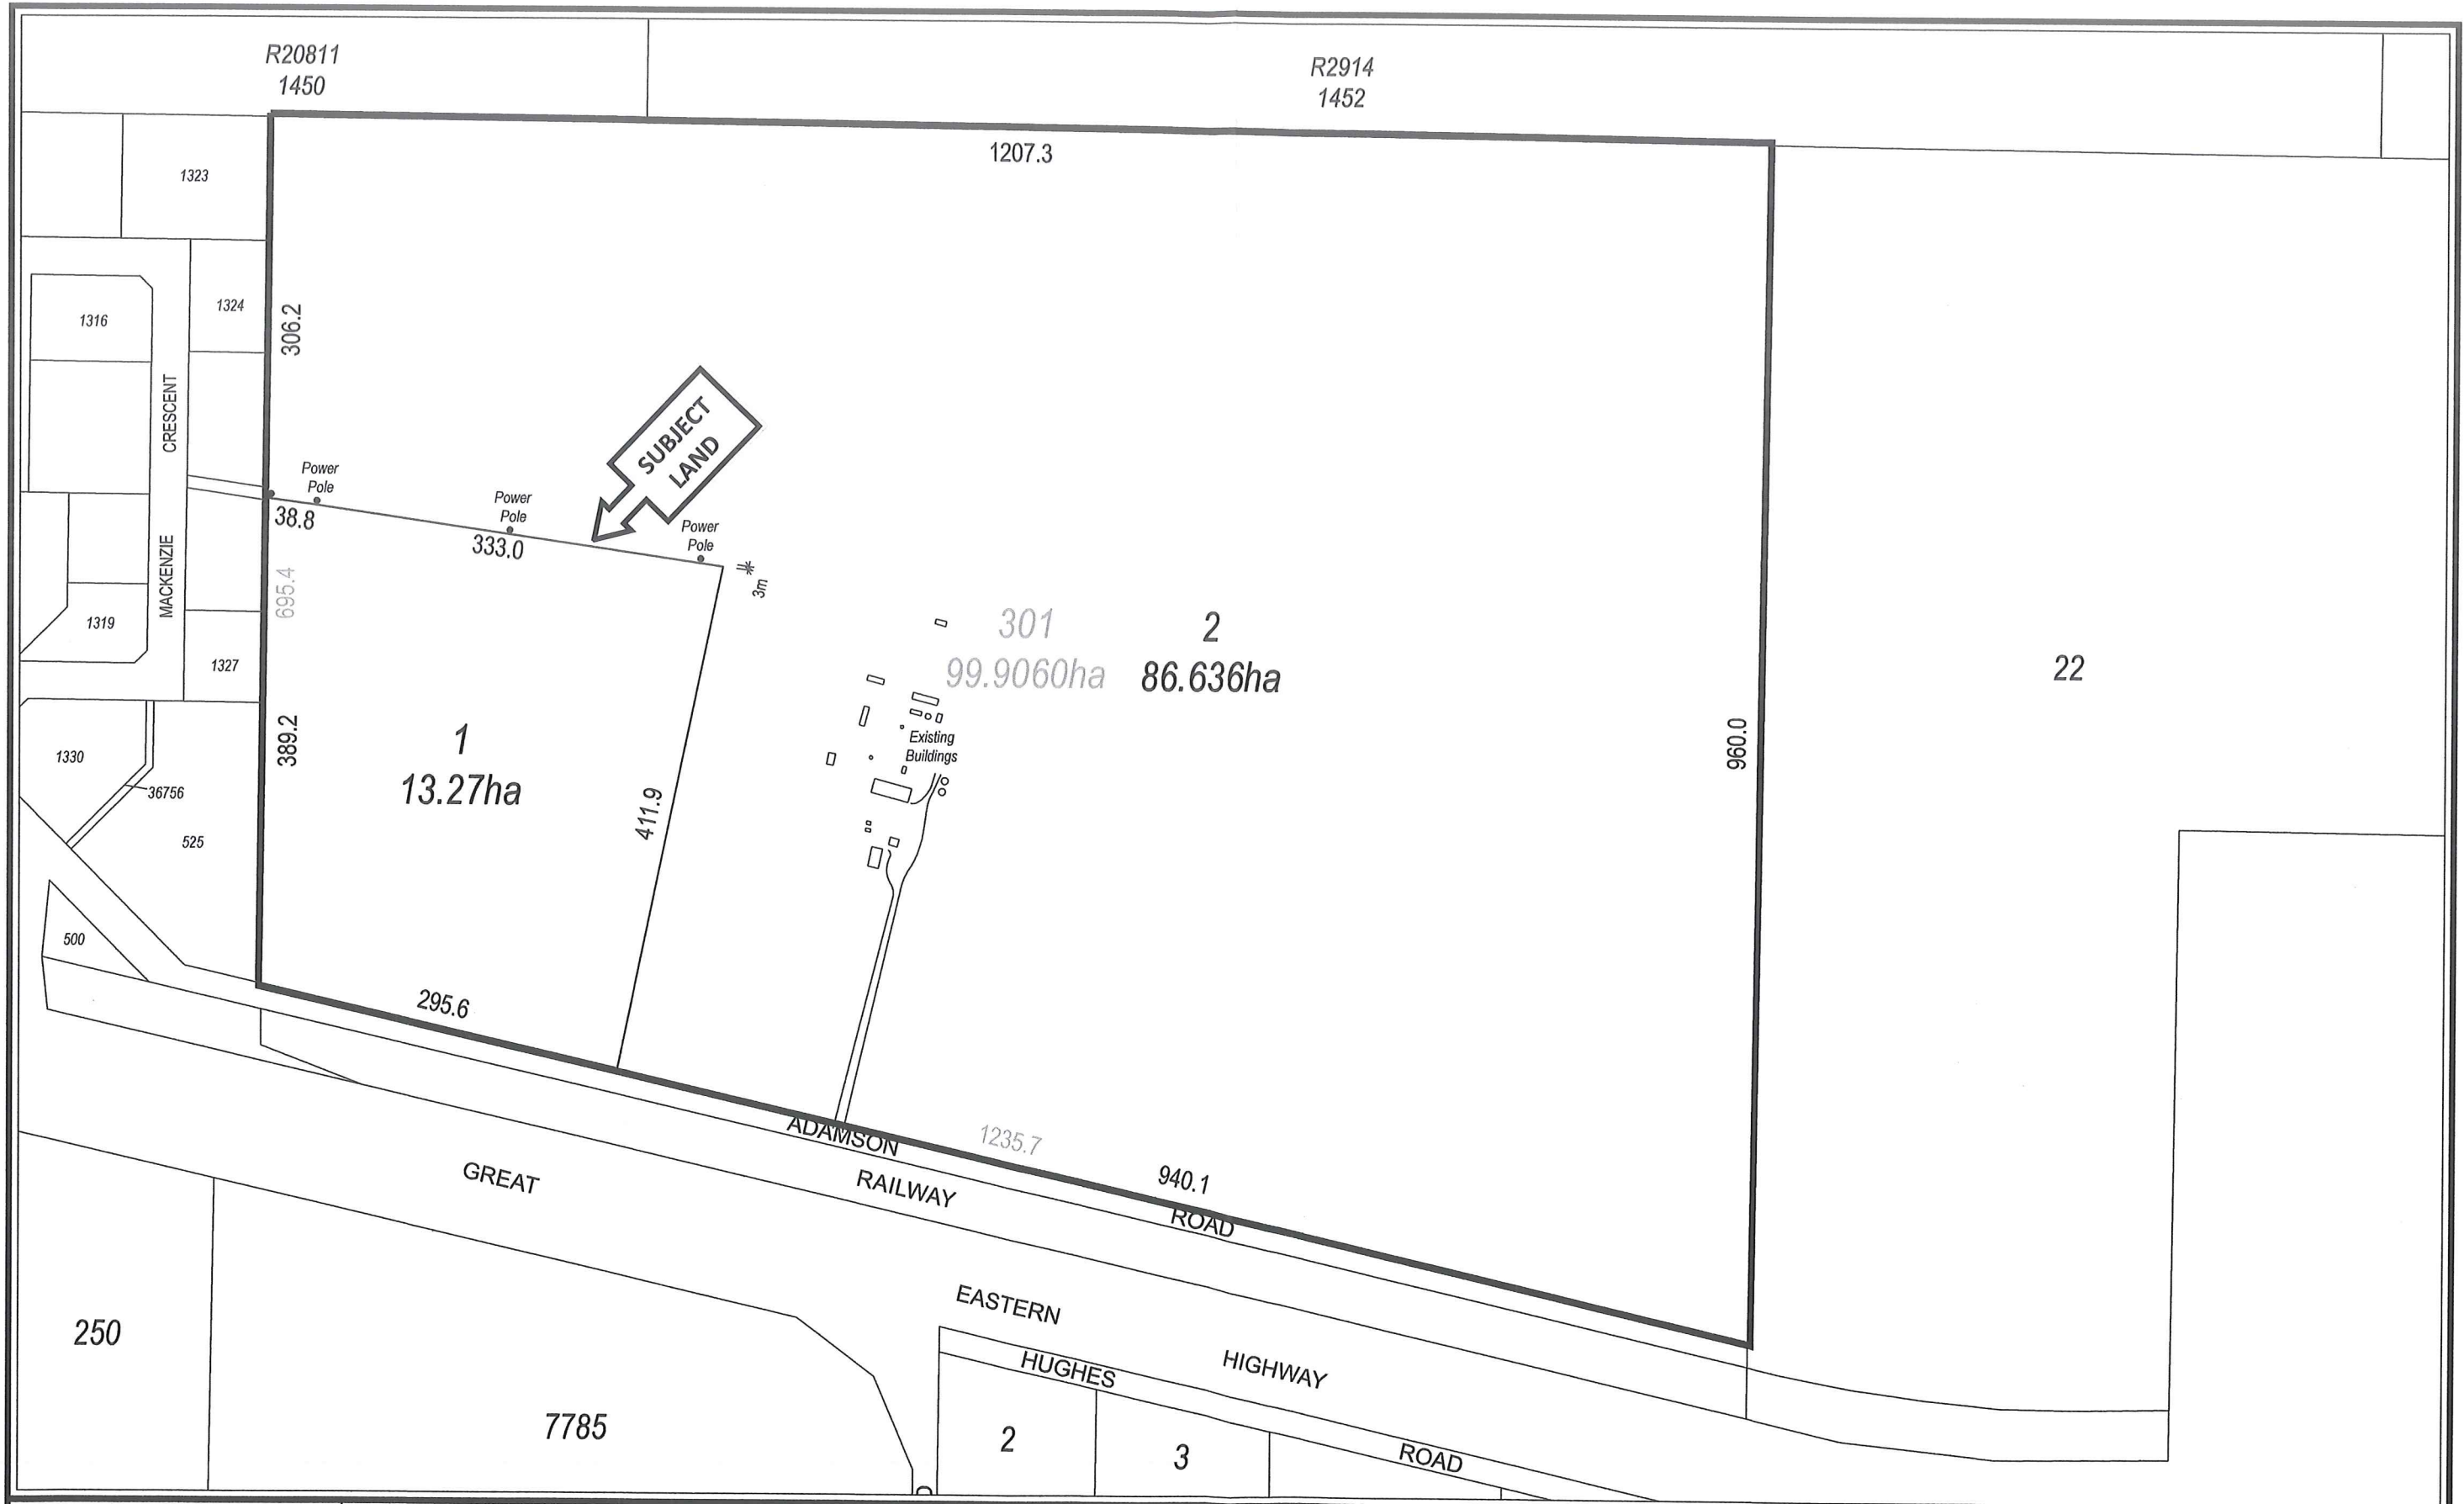 R20811
1450
R2914
1452
1207.3
1323
1324
306.2
1316
CRESCENT
SUBJECT
LAND
Power
Pole
Power
Pole
Power
Pole
38.8
333.0
3m
MACKENZIE
695.4
1319
1327
301
99.9060ha
2
86.636ha
22
389.2
1
13.27ha
411.9
Existing
Buildings
960.0
1330
36756
525
500
295.6
ADAMSON
1235.7
940.1
ROAD
GREAT
RAILWAY
EASTERN
HIGHWAY
HUGHES
ROAD
250
7785
2
3